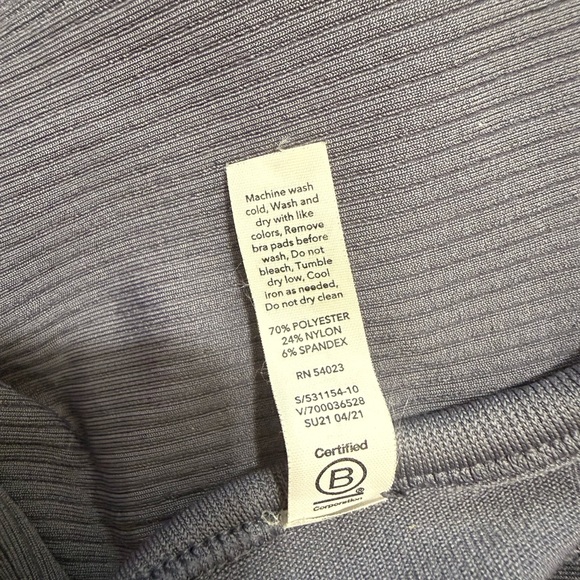 Machine wash
cold, Wash and
dry with like
colors, Remove
bra pads before
wash, Do not
bleach, Tumble
dry low, Cool
iron as needed,
Do not dry clean
70% POLYESTER
24% NYLON
6% SPANDEX
RN 54023
S/531154-10
V/700036528
SU21 04/21
Certified
B
®
Corporation